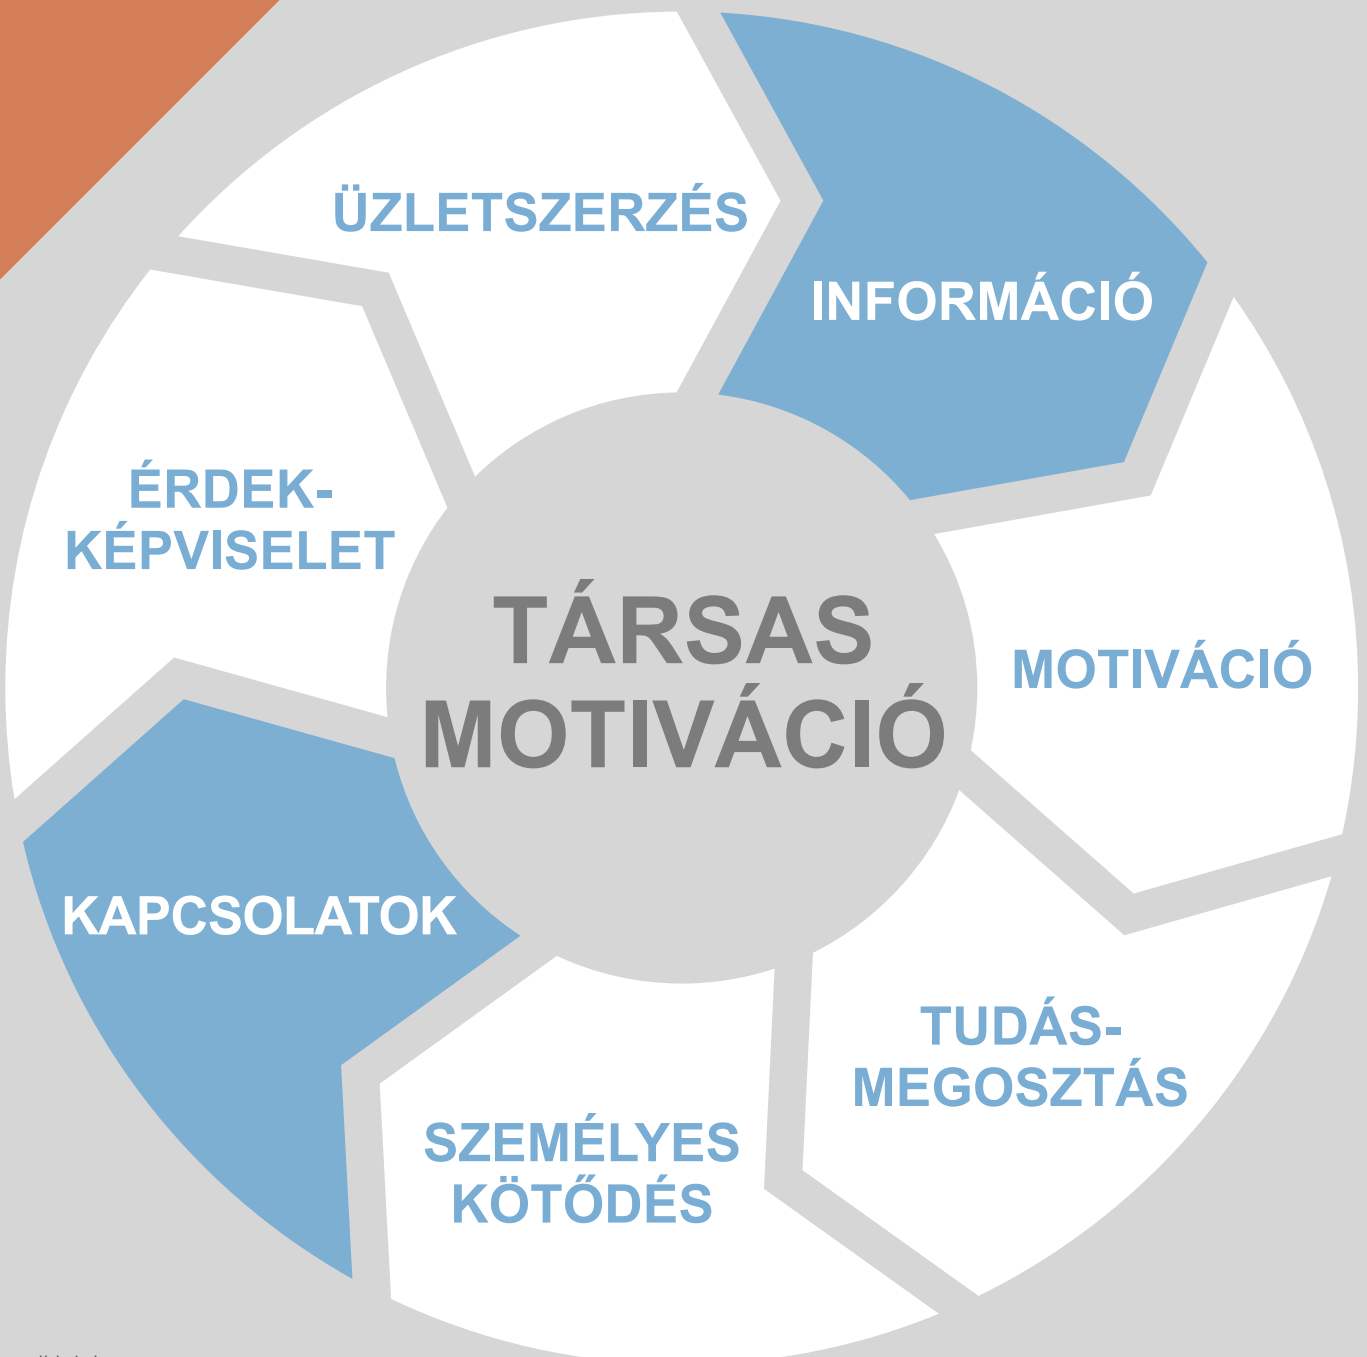 ÜZLETSZERZÉS
INFORMÁCIÓ
ÉRDEK-
KÉPVISELET
TÁRSAS
MOTIVÁCIÓ
MOTIVÁCIÓ
KAPCSOLATOK
TUDÁS-
MEGOSZTÁS
SZEMÉLYES
KÖTŐDÉS